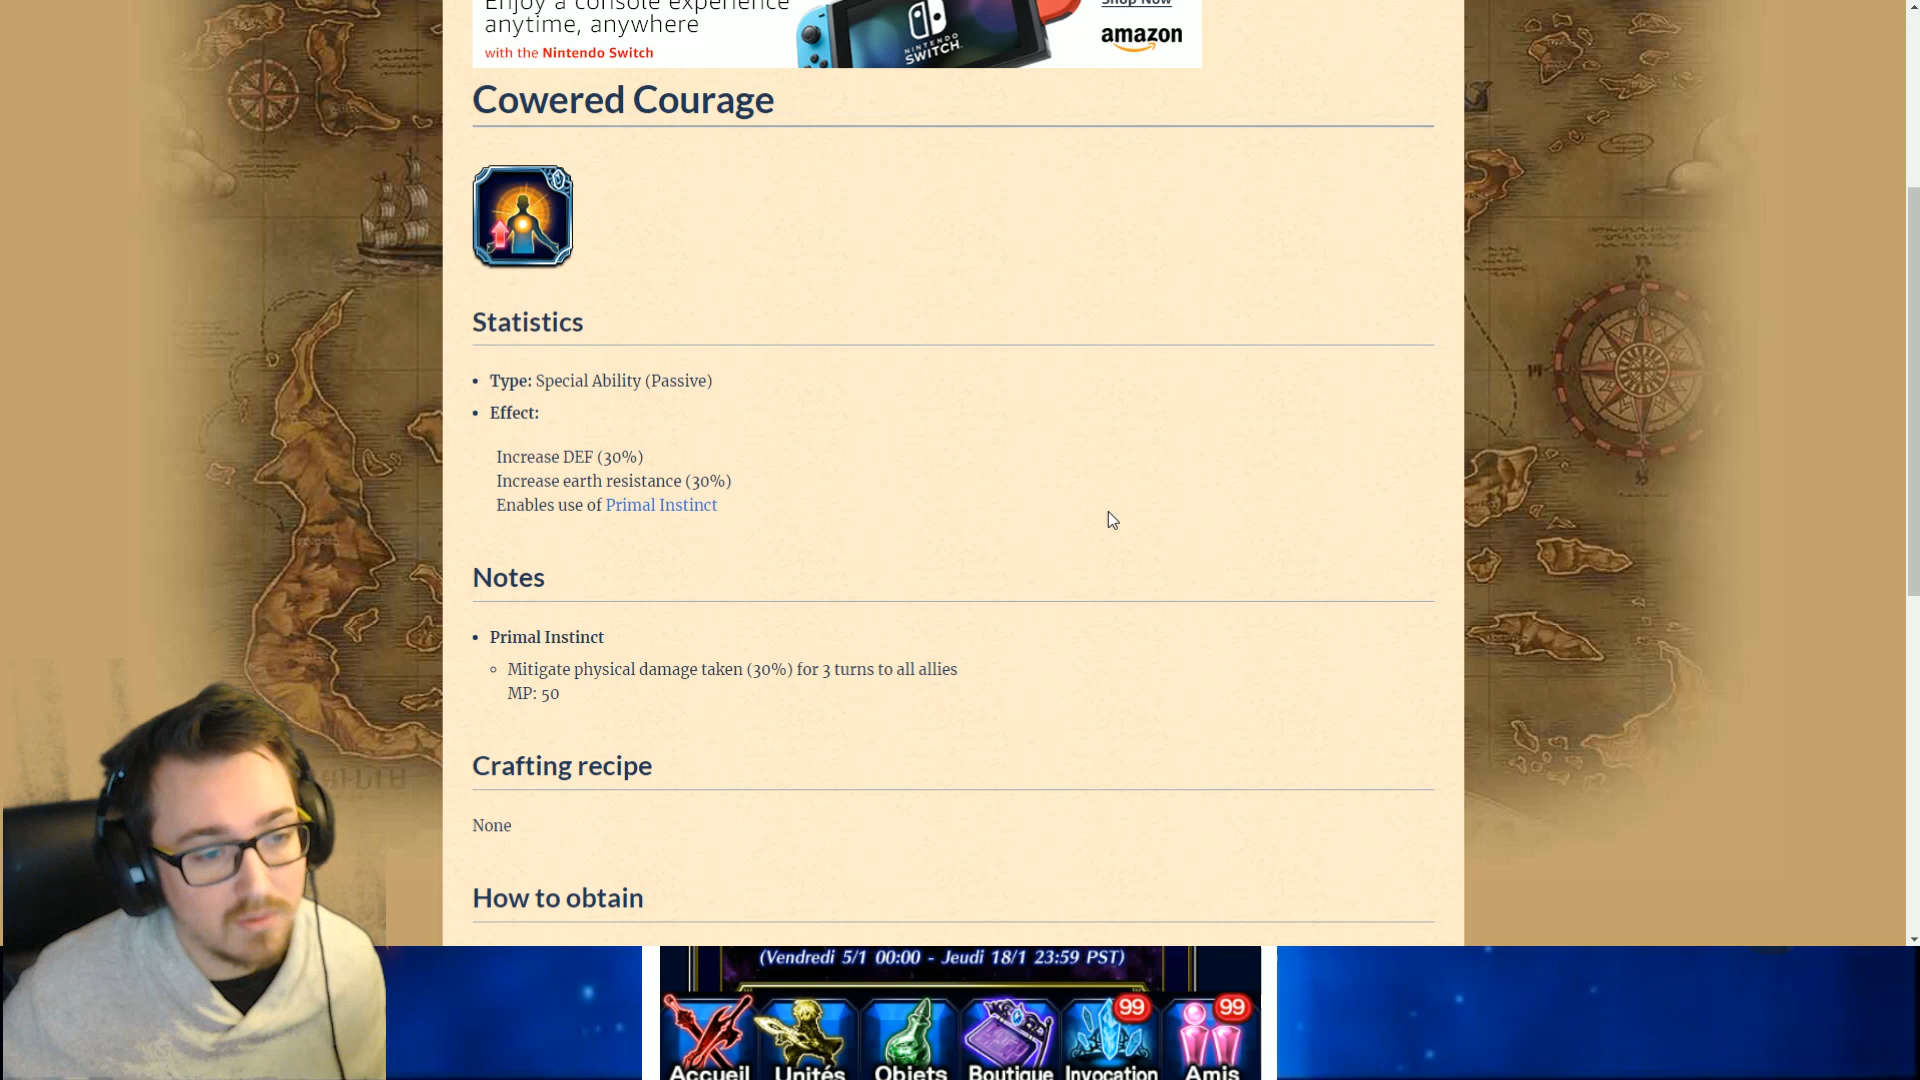 Enjoy a console experience
anytime, anywhere
with the Nintendo Switch
NINTENDO
SWITCH
Shop Now
amazon
Cowered Courage
Statistics
• Type: Special Ability (Passive)
• Effect:
Increase DEF (30%)
Increase earth resistance (30%)
Enables use of Primal Instinct
Notes
• Primal Instinct
◦ Mitigate physical damage taken (30%) for 3 turns to all allies
MP: 50
Crafting recipe
None
How to obtain
(Vendredi 5/1 00:00 - Jeudi 18/1 23:59 PST)
99
99
Accueil
Unités
Objets
Boutique
Invocation
Amis